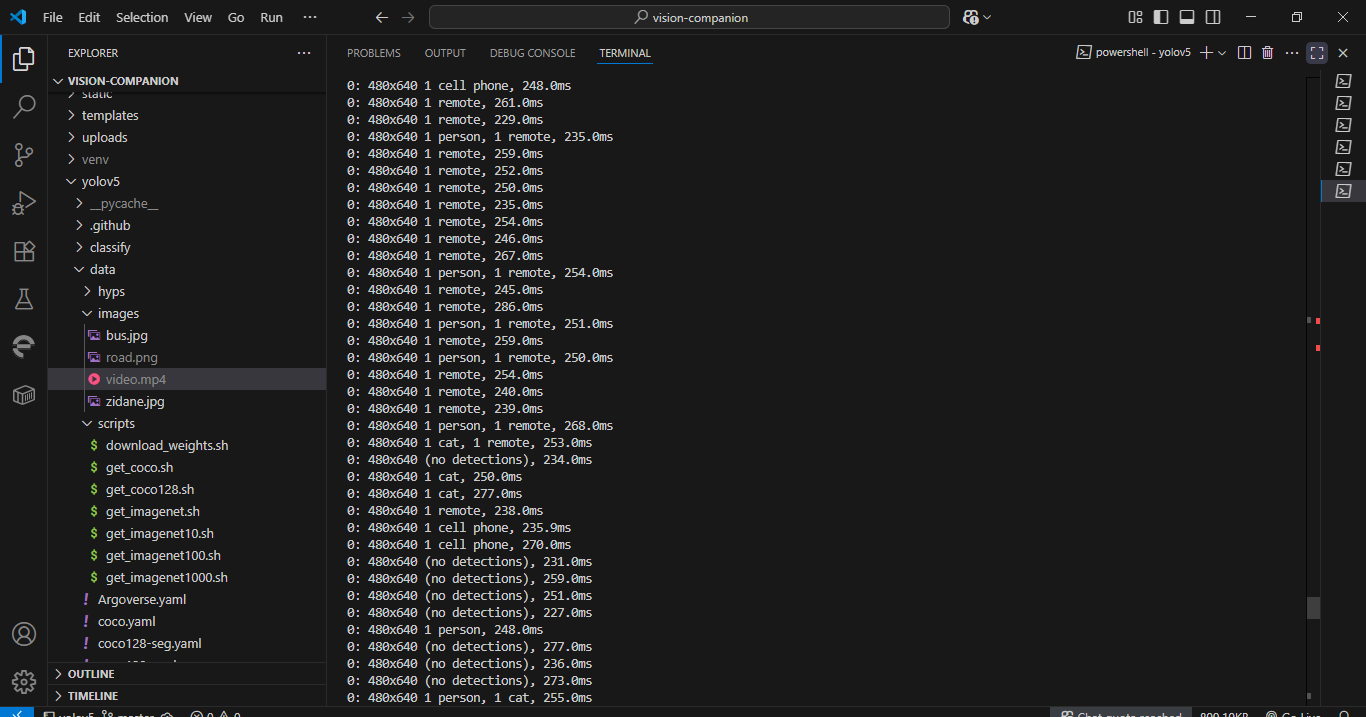 File Edit Selection View Go Run ··· vision-companion
EXPLORER ···
VISION-COMPANION
static
templates
uploads
venv
yolov5
__pycache__
.github
classify
data
hyps
images
bus.jpg
road.png
video.mp4
zidane.jpg
scripts
$ download_weights.sh
$ get_coco.sh
$ get_coco128.sh
$ get_imagenet.sh
$ get_imagenet10.sh
$ get_imagenet100.sh
$ get_imagenet1000.sh
! Argoverse.yaml
! coco.yaml
! coco128-seg.yaml
OUTLINE
TIMELINE
PROBLEMS OUTPUT DEBUG CONSOLE TERMINAL powershell - yolov5 ···
0: 480x640 1 cell phone, 248.0ms
0: 480x640 1 remote, 261.0ms
0: 480x640 1 remote, 229.0ms
0: 480x640 1 person, 1 remote, 235.0ms
0: 480x640 1 remote, 259.0ms
0: 480x640 1 remote, 252.0ms
0: 480x640 1 remote, 250.0ms
0: 480x640 1 remote, 235.0ms
0: 480x640 1 remote, 254.0ms
0: 480x640 1 remote, 246.0ms
0: 480x640 1 remote, 267.0ms
0: 480x640 1 person, 1 remote, 254.0ms
0: 480x640 1 remote, 245.0ms
0: 480x640 1 remote, 286.0ms
0: 480x640 1 person, 1 remote, 251.0ms
0: 480x640 1 remote, 259.0ms
0: 480x640 1 person, 1 remote, 250.0ms
0: 480x640 1 remote, 254.0ms
0: 480x640 1 remote, 240.0ms
0: 480x640 1 remote, 239.0ms
0: 480x640 1 person, 1 remote, 268.0ms
0: 480x640 1 cat, 1 remote, 253.0ms
0: 480x640 (no detections), 234.0ms
0: 480x640 1 cat, 250.0ms
0: 480x640 1 cat, 277.0ms
0: 480x640 1 remote, 238.0ms
0: 480x640 1 cell phone, 235.9ms
0: 480x640 1 cell phone, 270.0ms
0: 480x640 (no detections), 231.0ms
0: 480x640 (no detections), 259.0ms
0: 480x640 (no detections), 251.0ms
0: 480x640 (no detections), 227.0ms
0: 480x640 1 person, 248.0ms
0: 480x640 (no detections), 277.0ms
0: 480x640 (no detections), 236.0ms
0: 480x640 (no detections), 273.0ms
0: 480x640 1 person, 1 cat, 255.0ms
yolov5 master 0 0 Chat quota reached Go Live